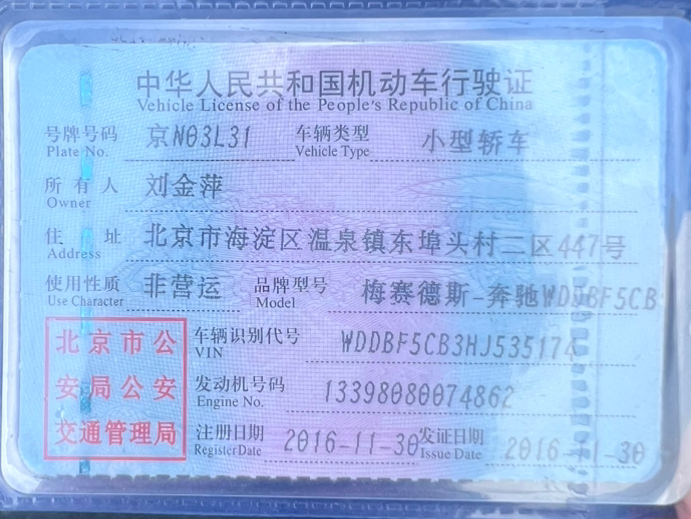 中华人民共和国机动车行驶证
Vehicle License of the People's Republic of China
号牌号码 京N03L31 车辆类型 小型轿车
Plate No. Vehicle Type
所有人 刘金萍
Owner
住址 北京市海淀区温泉镇东埠头村二区447号
Address
使用性质 非营运 品牌型号 梅赛德斯-奔驰WDDBF5CB
Use Character Model
北京市公
安局公安
交通管理局
车辆识别代号 WDDBF5CB3HJ535174
VIN
发动机号码 13398080074862
Engine No.
注册日期 2016-11-30 发证日期 2016-11-30
Register Date Issue Date